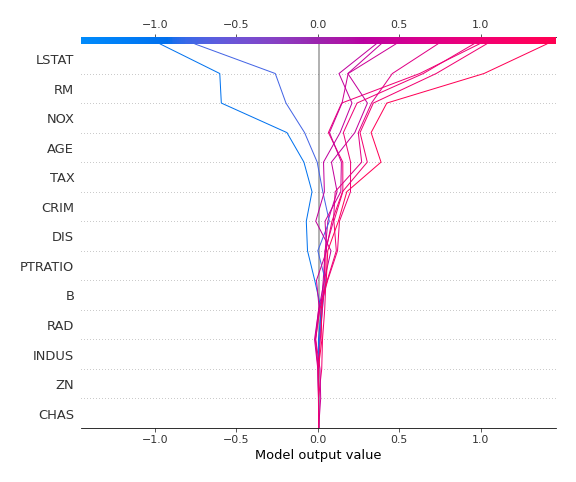 −1.0 −0.5 0.0 0.5 1.0
LSTAT
RM
NOX
AGE
TAX
CRIM
DIS
PTRATIO
B
RAD
INDUS
ZN
CHAS
−1.0 −0.5 0.0 0.5 1.0
Model output value